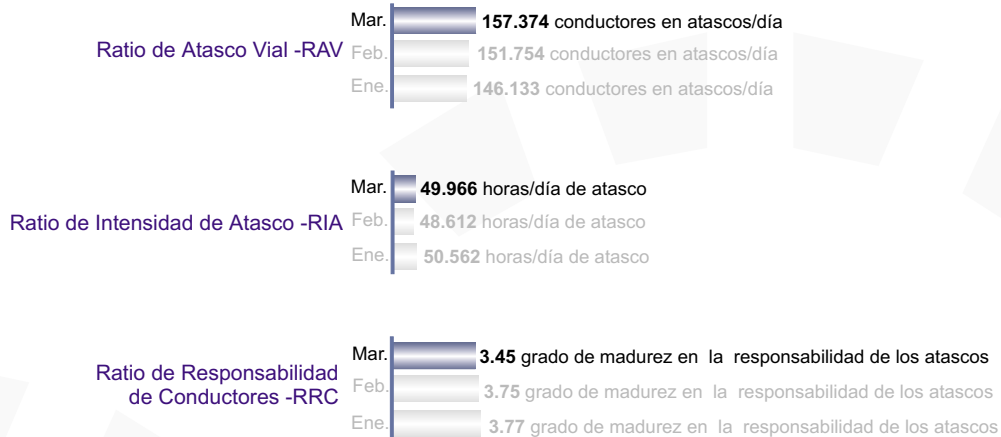 Mar. 157.374 conductores en atascos/día
Ratio de Atasco Vial -RAV Feb. 151.754 conductores en atascos/día
Ene. 146.133 conductores en atascos/día
Mar. 49.966 horas/día de atasco
Ratio de Intensidad de Atasco -RIA Feb. 48.612 horas/día de atasco
Ene. 50.562 horas/día de atasco
Mar. 3.45 grado de madurez en la responsabilidad de los atascos
Ratio de Responsabilidad
de Conductores -RRC
Feb. 3.75 grado de madurez en la responsabilidad de los atascos
Ene. 3.77 grado de madurez en la responsabilidad de los atascos